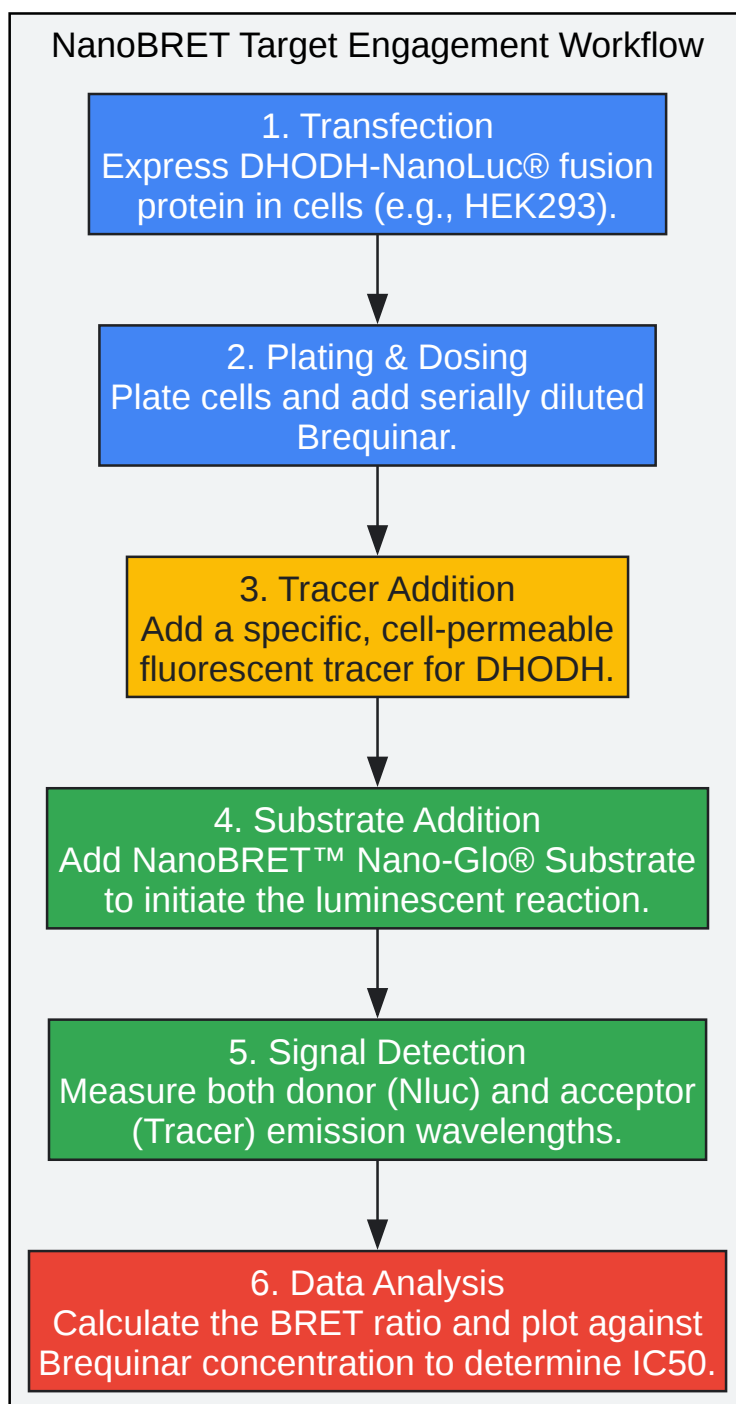 NanoBRET Target Engagement Workflow
1. Transfection
Express DHODH-NanoLuc® fusion
protein in cells (e.g., HEK293).
2. Plating & Dosing
Plate cells and add serially diluted
Brequinar.
3. Tracer Addition
Add a specific, cell-permeable
fluorescent tracer for DHODH.
4. Substrate Addition
Add NanoBRET™ Nano-Glo® Substrate
to initiate the luminescent reaction.
5. Signal Detection
Measure both donor (Nluc) and acceptor
(Tracer) emission wavelengths.
6. Data Analysis
Calculate the BRET ratio and plot against
Brequinar concentration to determine IC50.